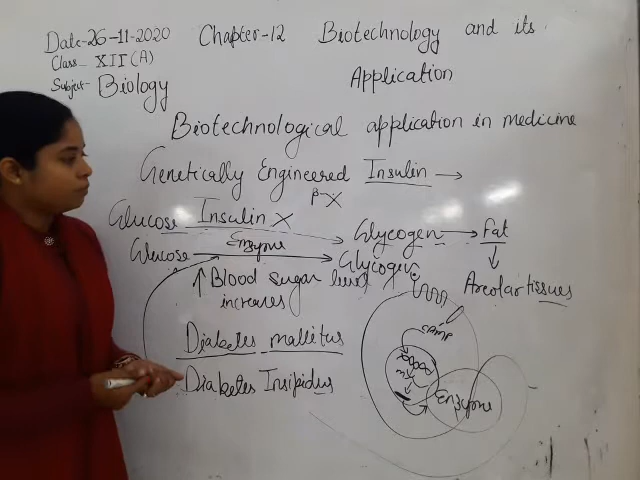 Date-26-11-2020 Chapter-12 Biotechnology and its
Class- XII (A) Application
Subject- Biology
Biotechnological application in medicine
Genetically Engineered Insulin →
β-X
Glucose Insulin X → Glycogen → Fat
Glucose Enzyme → Glycogen
↑ Blood sugar level ↑ Areolar tissues
increases
Diabetes mallitus
Diabetes Insipidus
cAMP
Enzyme